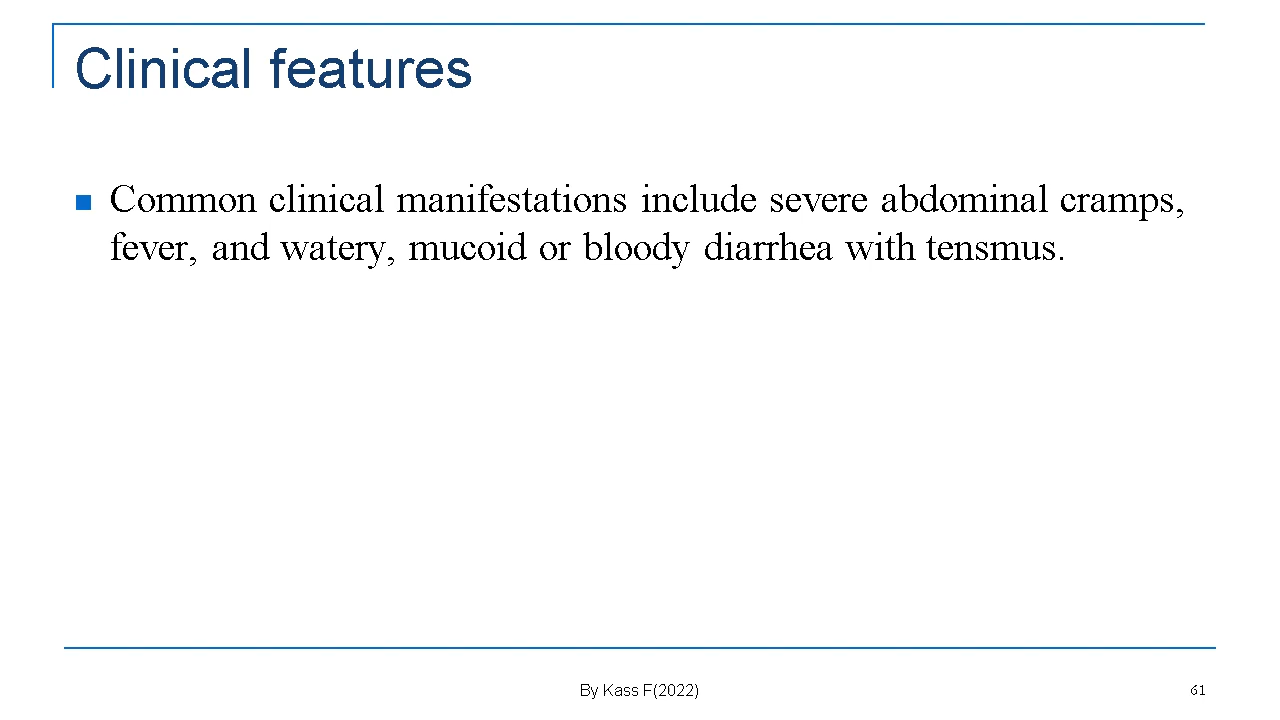 Clinical features
Common clinical manifestations include severe abdominal cramps,
fever, and watery, mucoid or bloody diarrhea with tensmus.
By Kass F(2022)
61